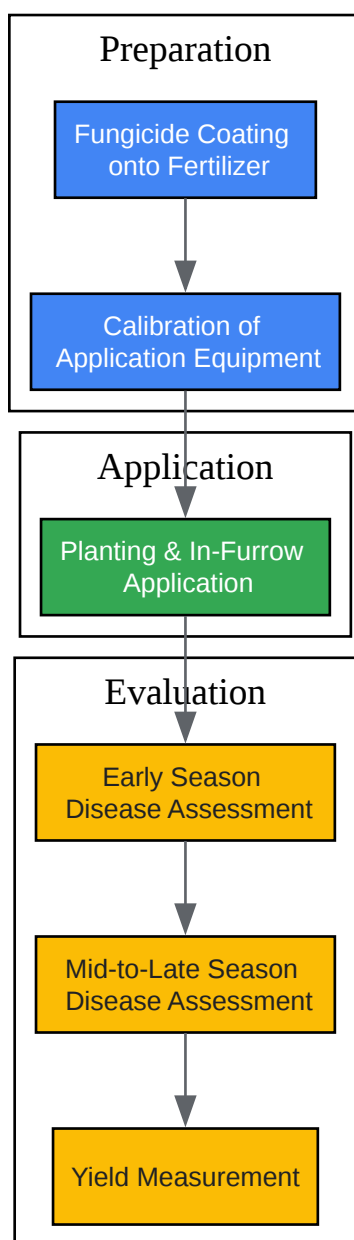 Preparation
Fungicide Coating
onto Fertilizer
Calibration of
Application Equipment
Application
Planting & In-Furrow
Application
Evaluation
Early Season
Disease Assessment
Mid-to-Late Season
Disease Assessment
Yield Measurement